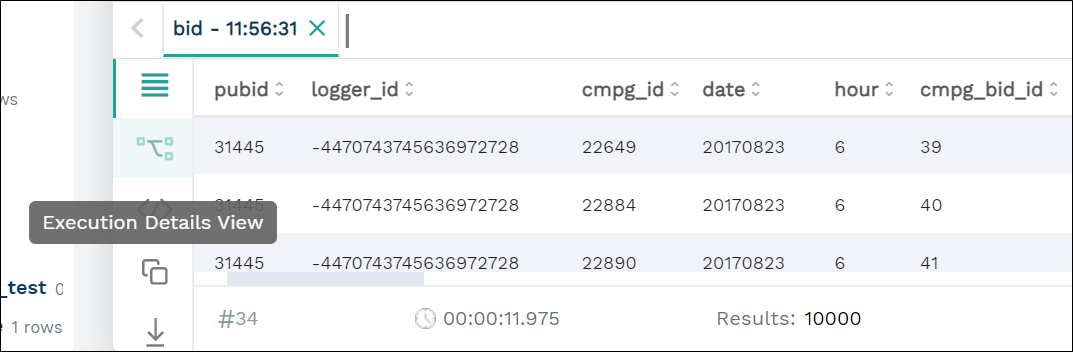 bid - 11:56:31
ws
pubid logger_id cmpg_id date hour cmpg_bid_id
31445 -4470743745636972728 22649 20170823 6 39
31445 -4470743745636972728 22884 20170823 6 40
Execution Details View
31445 -4470743745636972728 22890 20170823 6 41
_test 0
1 rows
#34 00:00:11.975 Results: 10000